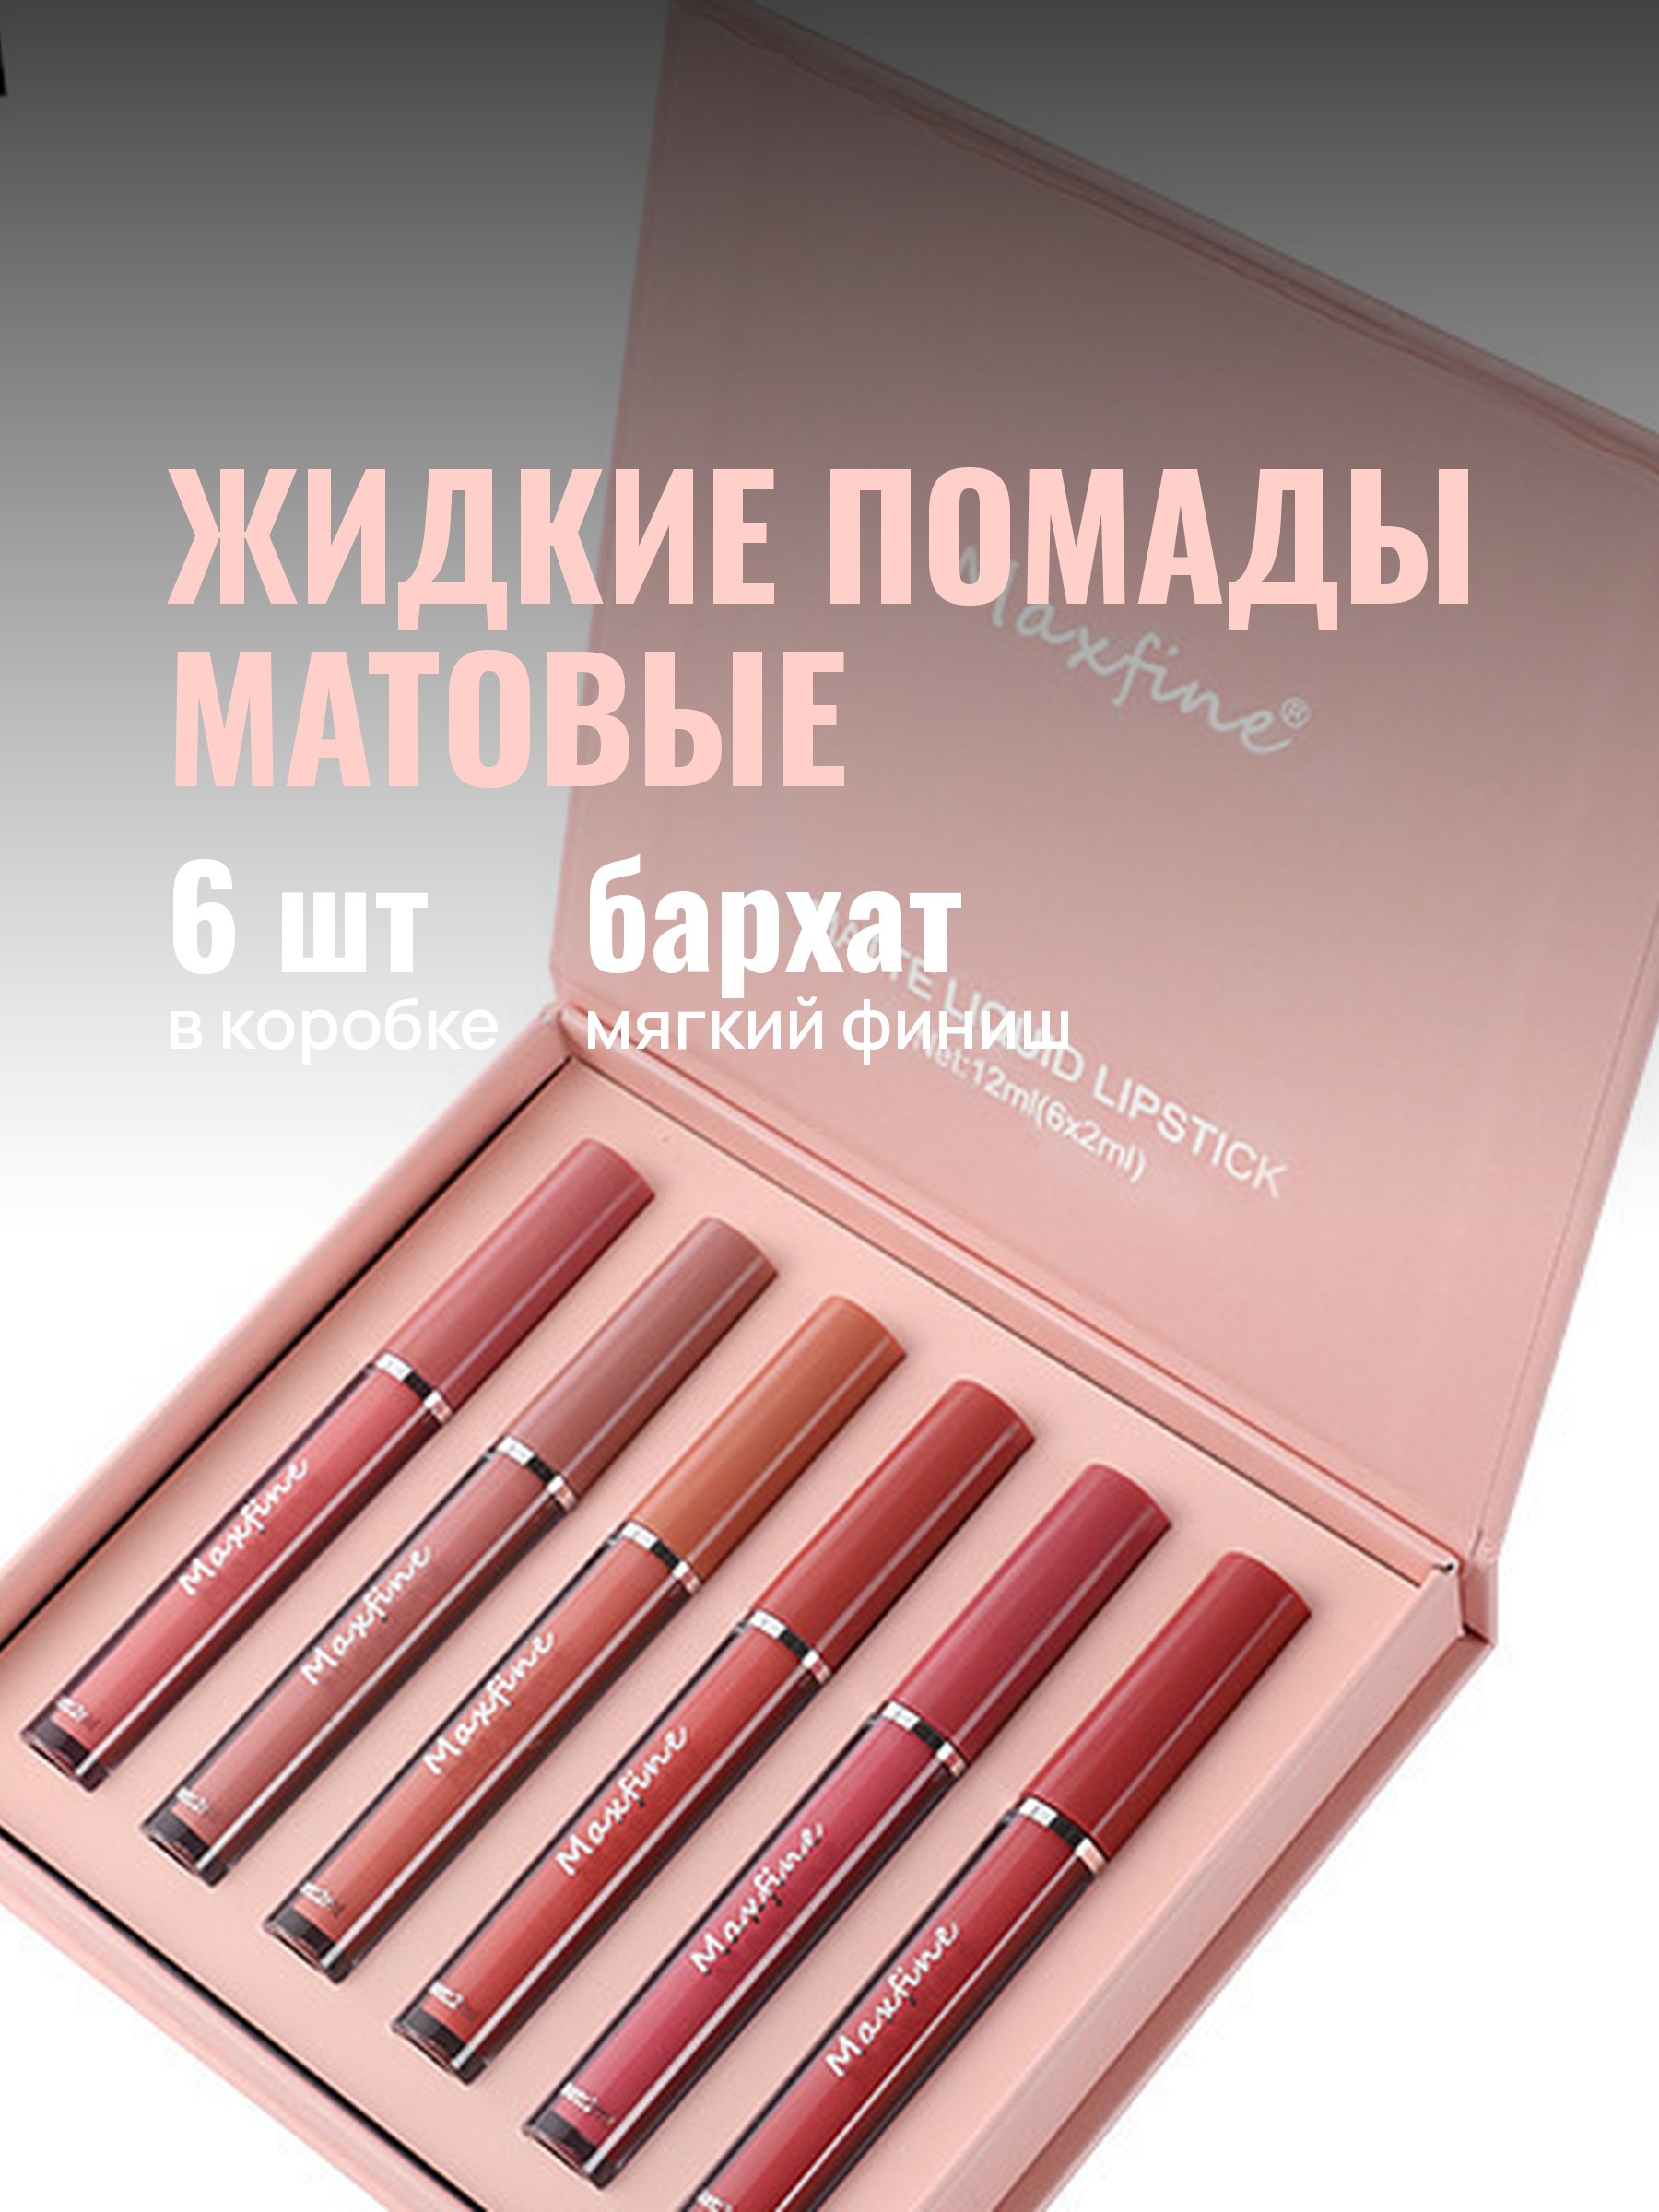 ЖИДКИЕ ПОМАДЫ
МАТОВЫЕ
6 шт
в коробке
бархат
мягкий финиш
Maxfine®
MATTE LIQUID LIPSTICK
Net:12ml(6x2ml)
Maxfine
Maxfine
Maxfine
Maxfine
Maxfine
Maxfine